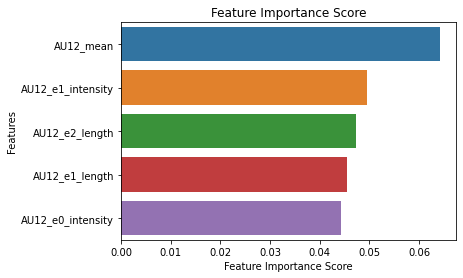 Feature Importance Score
Features
AU12_mean
AU12_e1_intensity
AU12_e2_length
AU12_e1_length
AU12_e0_intensity
0.00 0.01 0.02 0.03 0.04 0.05 0.06
Feature Importance Score